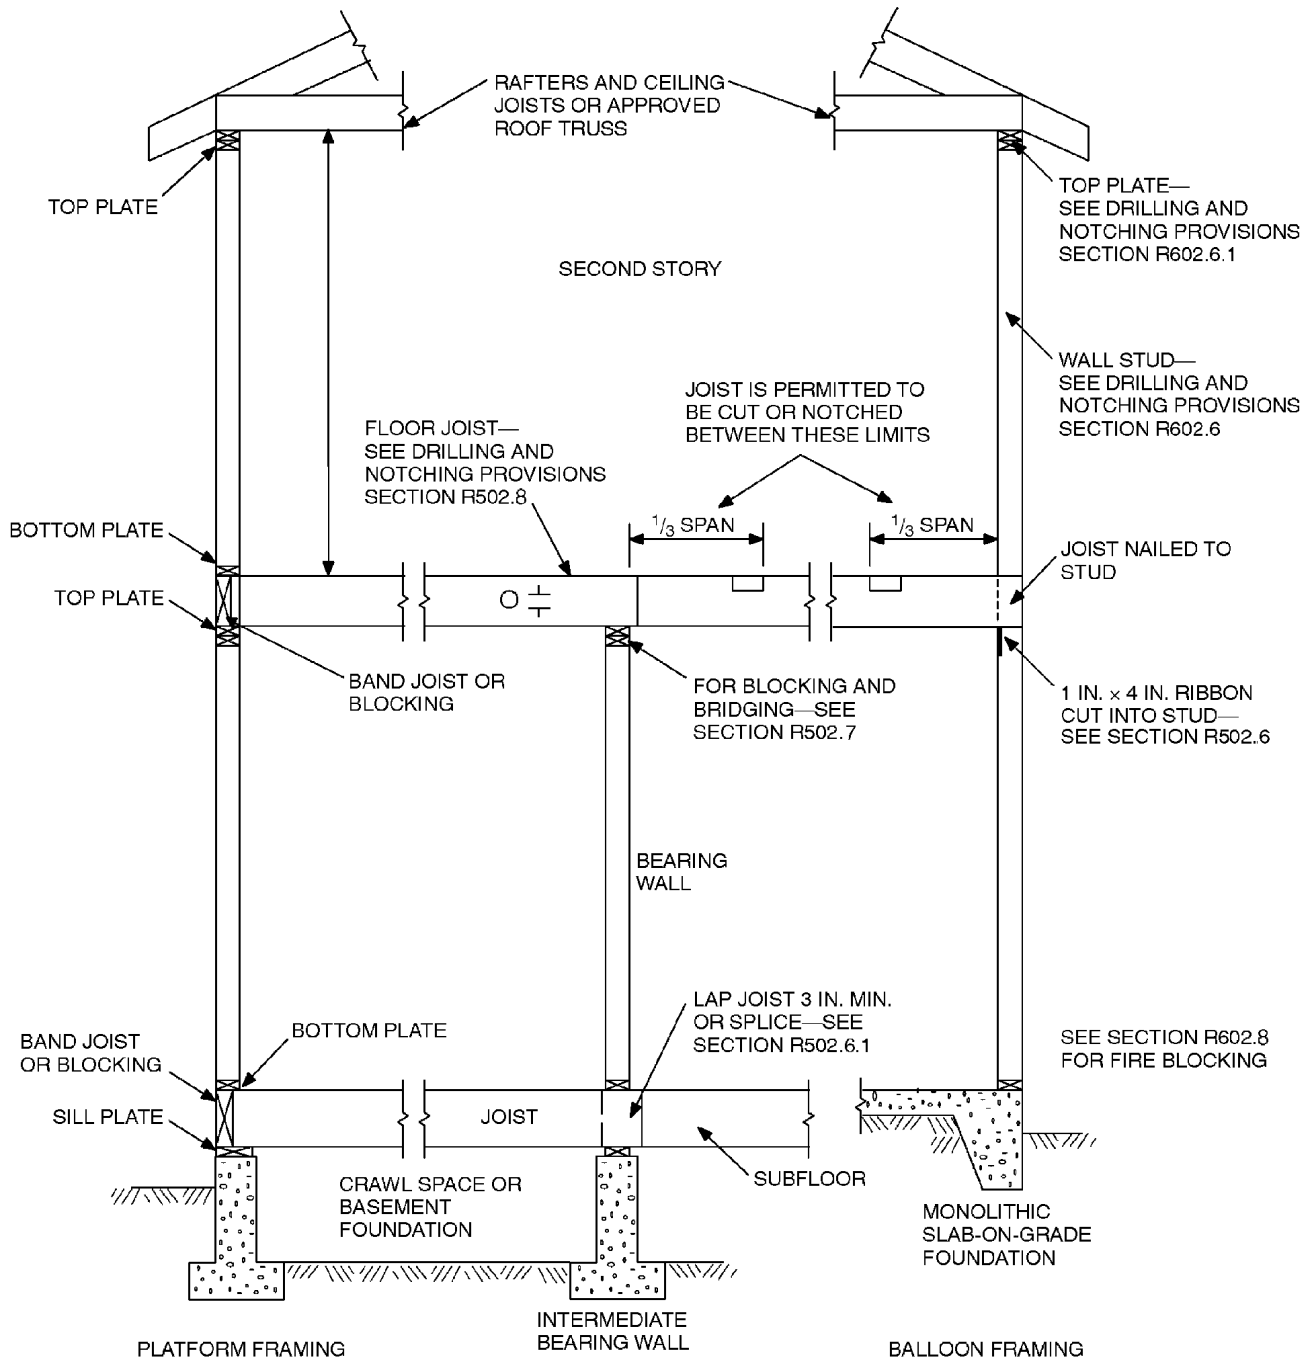 RAFTERS AND CEILING
JOISTS OR APPROVED
ROOF TRUSS
TOP PLATE
TOP PLATE—
SEE DRILLING AND
NOTCHING PROVISIONS
SECTION R602.6.1
SECOND STORY
WALL STUD—
SEE DRILLING AND
NOTCHING PROVISIONS
SECTION R602.6
JOIST IS PERMITTED TO
BE CUT OR NOTCHED
BETWEEN THESE LIMITS
FLOOR JOIST—
SEE DRILLING AND
NOTCHING PROVISIONS
SECTION R502.8
BOTTOM PLATE
1/3 SPAN
1/3 SPAN
JOIST NAILED TO
STUD
TOP PLATE
BAND JOIST OR
BLOCKING
FOR BLOCKING AND
BRIDGING—SEE
SECTION R502.7
1 IN. × 4 IN. RIBBON
CUT INTO STUD—
SEE SECTION R502.6
BEARING
WALL
LAP JOIST 3 IN. MIN.
OR SPLICE—SEE
SECTION R502.6.1
BOTTOM PLATE
BAND JOIST
OR BLOCKING
SEE SECTION R602.8
FOR FIRE BLOCKING
SILL PLATE
JOIST
SUBFLOOR
CRAWL SPACE OR
BASEMENT
FOUNDATION
MONOLITHIC
SLAB-ON-GRADE
FOUNDATION
INTERMEDIATE
BEARING WALL
PLATFORM FRAMING
BALLOON FRAMING